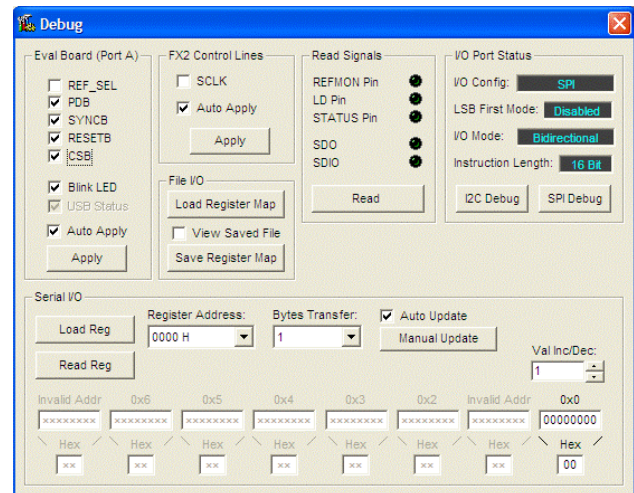 Debug
Eval Board (Port A)
REF_SEL
PDB
SYNCB
RESETB
CSB
Blink LED
USB Status
Auto Apply
Apply
FX2 Control Lines
SCLK
Auto Apply
Apply
File I/O
Load Register Map
View Saved File
Save Register Map
Read Signals
REFMON Pin
LD Pin
STATUS Pin
SDO
SDIO
Read
I/O Port Status
I/O Config: SPI
LSB First Mode: Disabled
I/O Mode: Bidirectional
Instruction Length: 16 Bit
I2C Debug SPI Debug
Serial I/O
Load Reg
Read Reg
Register Address:
0000 H
Bytes Transfer:
1
Auto Update
Manual Update
Val Inc/Dec:
1
Invalid Addr 0x6 0x5 0x4 0x3 0x2 Invalid Addr 0x0
xxxxxxxx xxxxxxxx xxxxxxxx xxxxxxxx xxxxxxxx xxxxxxxx xxxxxxxx 00000000
Hex Hex Hex Hex Hex Hex Hex Hex
xx xx xx xx xx xx xx 00